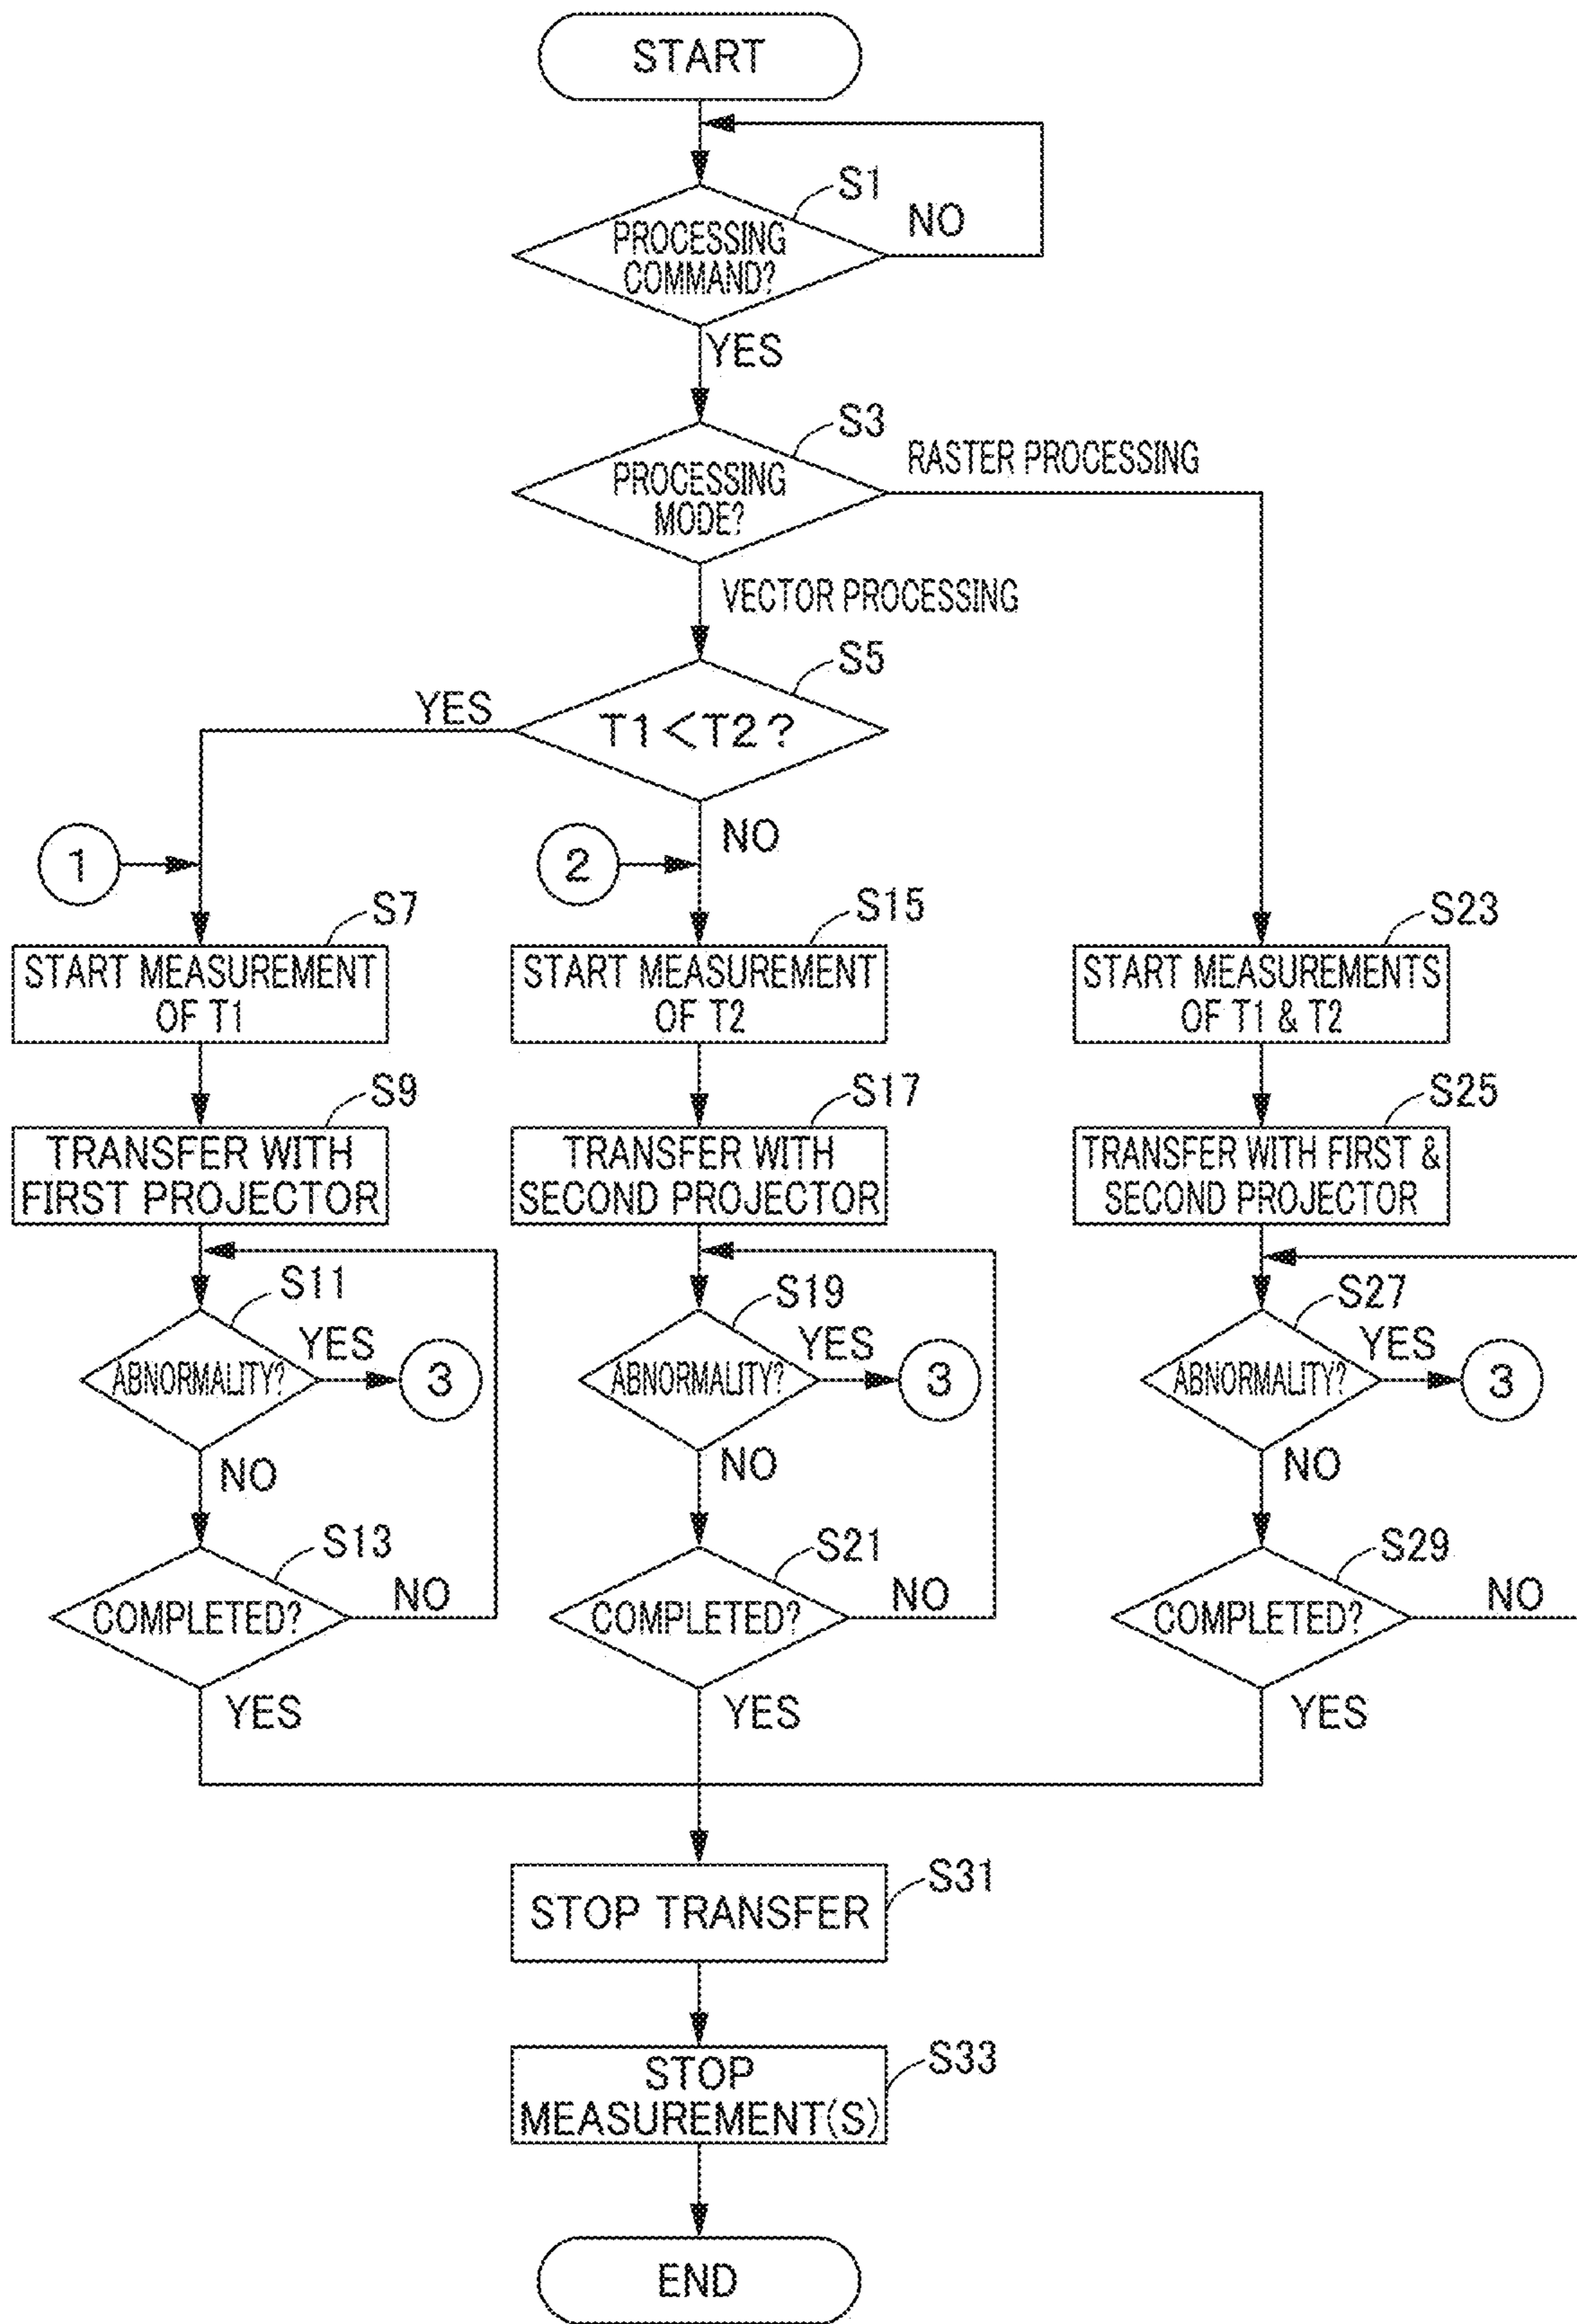 START
S1
NO
PROCESSING
COMMAND?
YES
S3
RASTER PROCESSING
PROCESSING
MODE?
VECTOR PROCESSING
S5
YES
T1<T2?
NO
1
2
S7
S15
S23
START MEASUREMENT
OF T1
START MEASUREMENT
OF T2
START MEASUREMENTS
OF T1 & T2
S9
S17
S25
TRANSFER WITH
FIRST PROJECTOR
TRANSFER WITH
SECOND PROJECTOR
TRANSFER WITH FIRST &
SECOND PROJECTOR
S11
S19
S27
YES
YES
YES
ABNORMALITY?
3
ABNORMALITY?
3
ABNORMALITY?
3
NO
NO
NO
S13
S21
S29
NO
NO
NO
COMPLETED?
COMPLETED?
COMPLETED?
YES
YES
YES
S31
STOP TRANSFER
S33
STOP
MEASUREMENT(S)
END